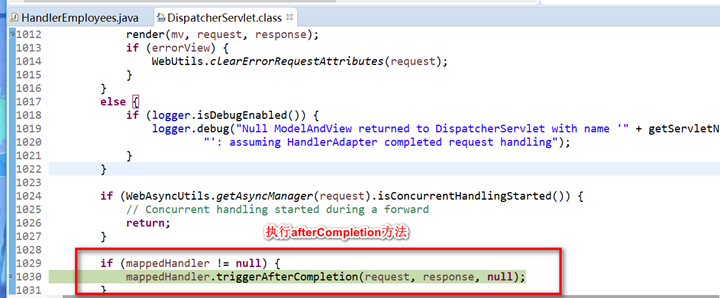 HandlerEmployees.java DispatcherServlet.class
1012 render(mv, request, response);
1013 if (errorView) {
1014 WebUtils.clearErrorRequestAttributes(request);
1015 }
1016 }
1017 else {
1018 if (logger.isDebugEnabled()) {
1019 logger.debug("Null ModelAndView returned to DispatcherServlet with name '" + getServletN
1020 "': assuming HandlerAdapter completed request handling");
1021 }
1022 }
1023
1024 if (WebAsyncUtils.getAsyncManager(request).isConcurrentHandlingStarted()) {
1025 // Concurrent handling started during a forward
1026 return;
1027 }
执行afterCompletion方法
1028
1029 if (mappedHandler != null) {
1030 mappedHandler.triggerAfterCompletion(request, response, null);
1031 }